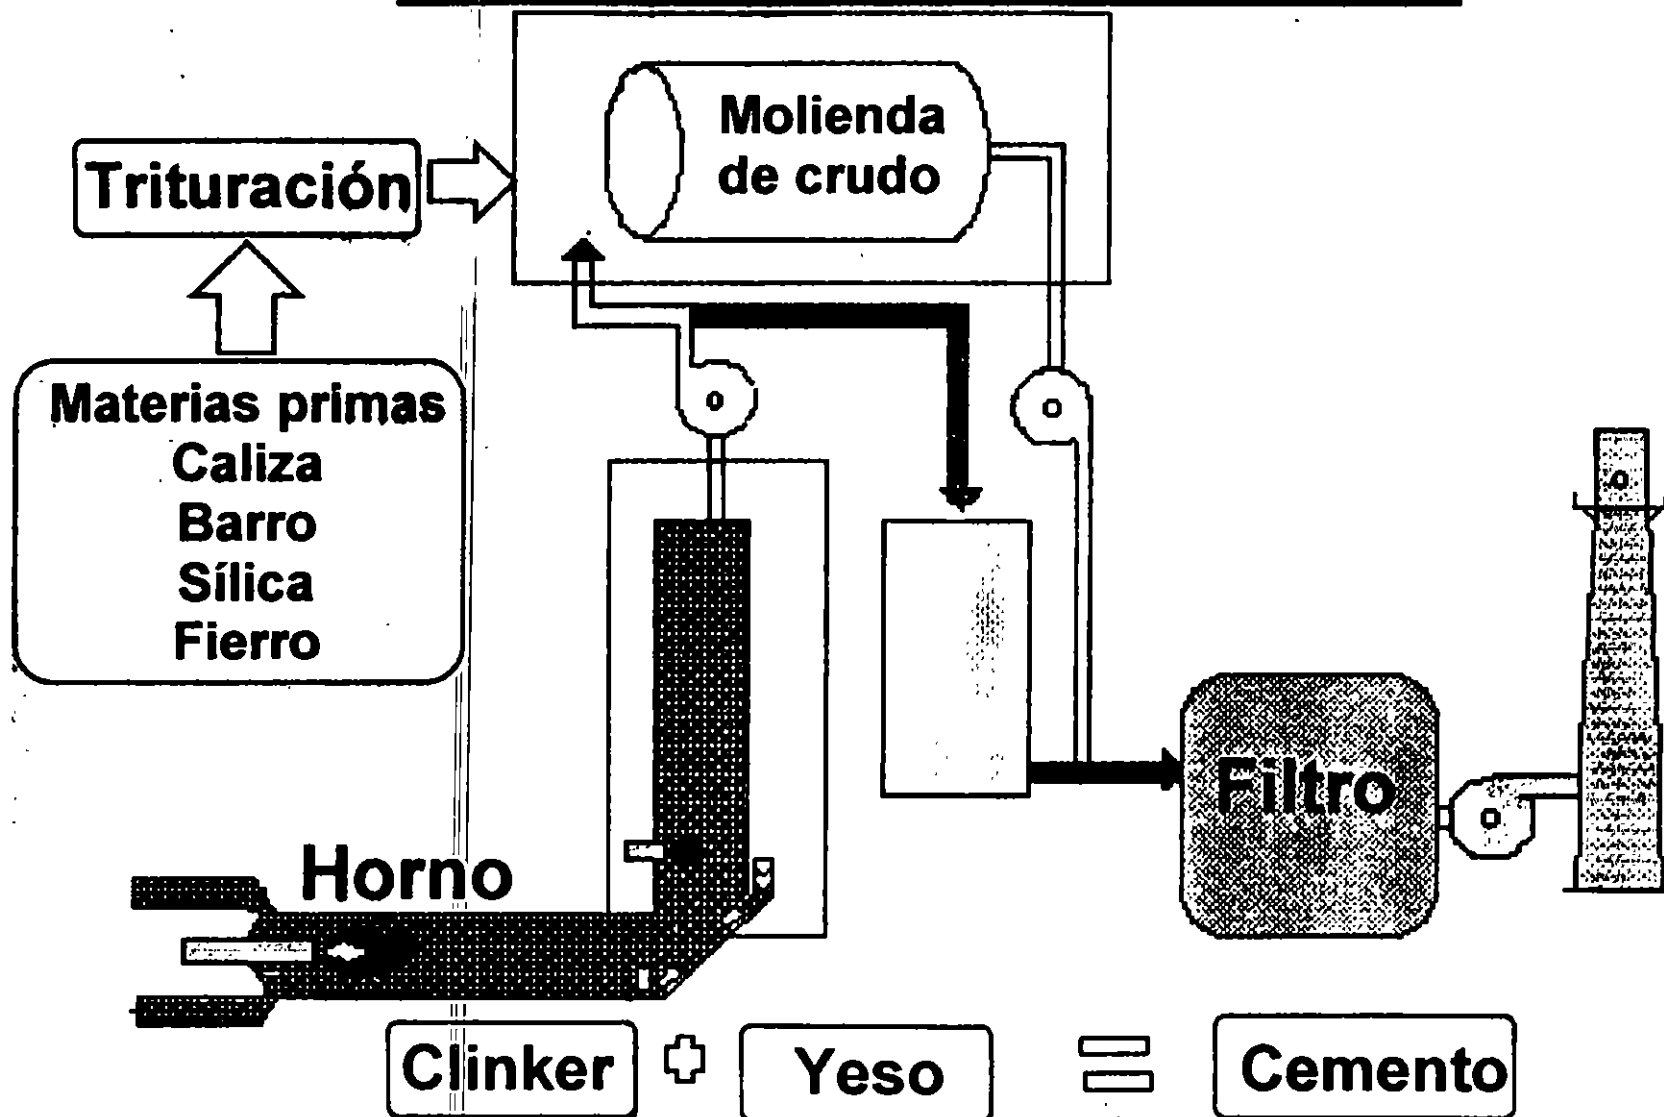 Molienda
de crudo
Trituración
Materias primas
Caliza
Barro
Sílica
Fierro
Filtro
Horno
Clinker + Yeso = Cemento